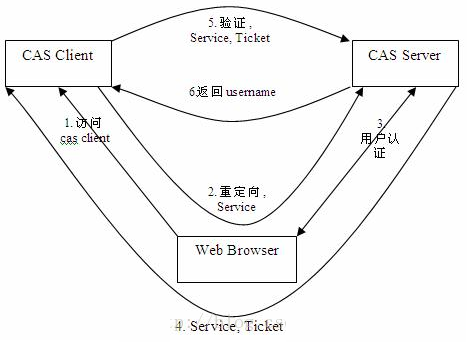 5.验证，
Service, Ticket
CAS Client
CAS Server
6返回 username
1.访问
cas client
3.
用户认
证
2.重定向，
Service
Web Browser
4. Service, Ticket